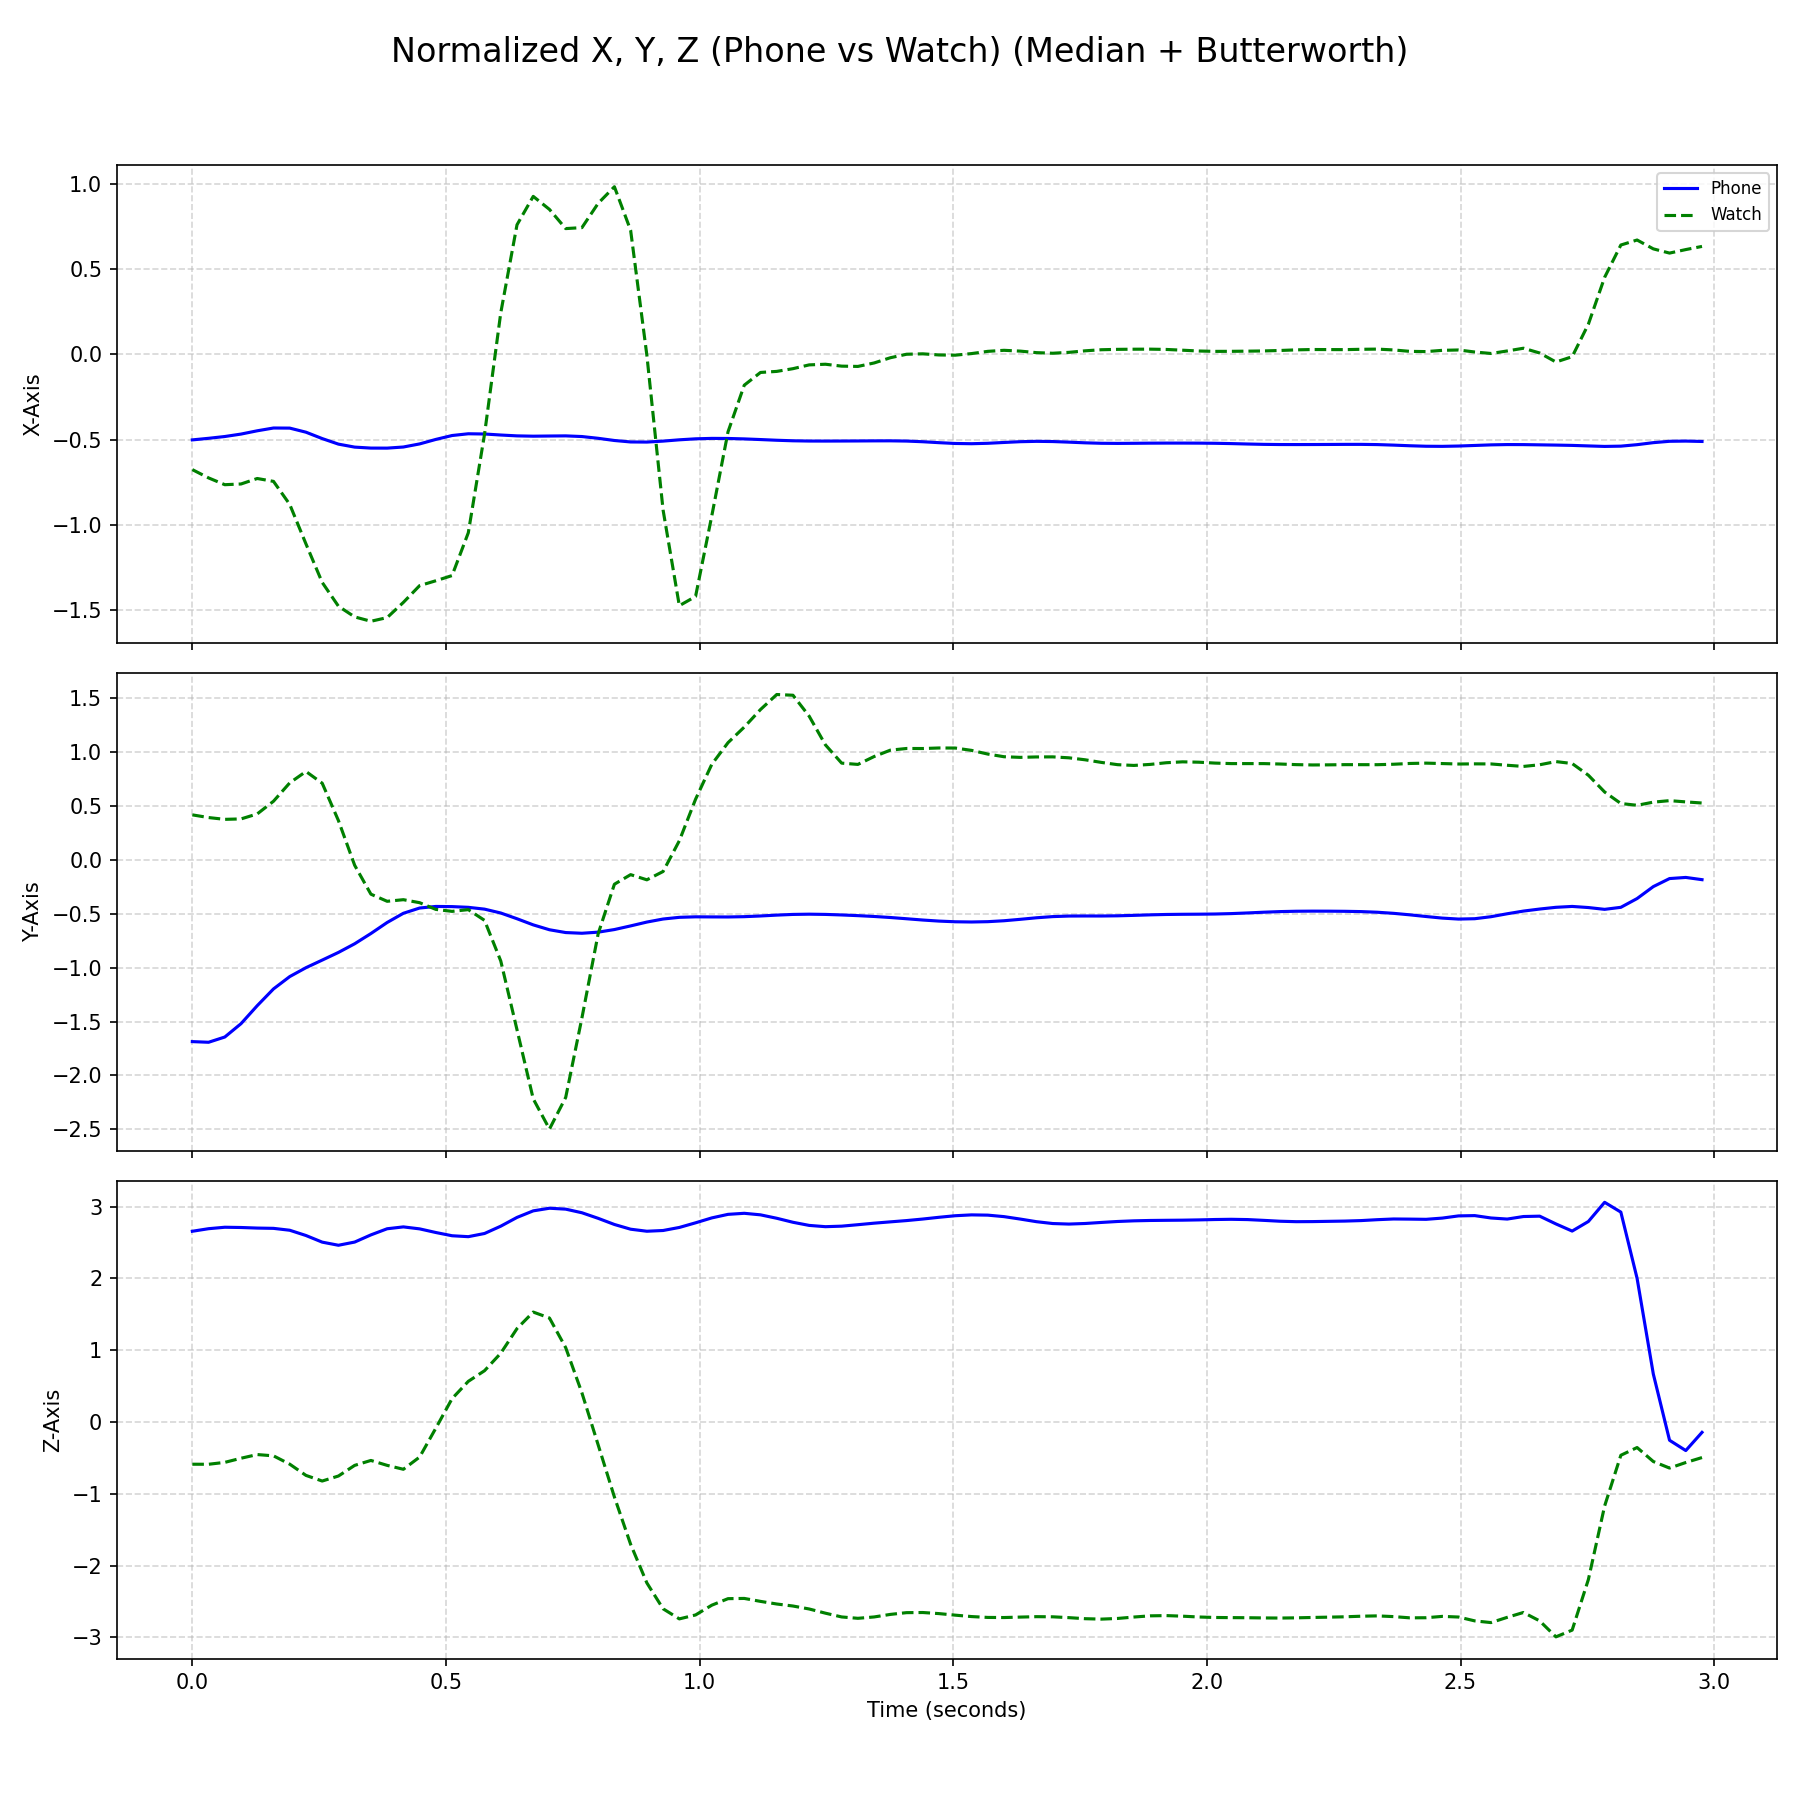 Normalized X, Y, Z (Phone vs Watch) (Median + Butterworth)
Phone
Watch
1.0
0.5
0.0
−0.5
−1.0
−1.5
X-Axis
1.5
1.0
0.5
0.0
−0.5
−1.0
−1.5
−2.0
−2.5
Y-Axis
3
2
1
0
−1
−2
−3
Z-Axis
0.0 0.5 1.0 1.5 2.0 2.5 3.0
Time (seconds)